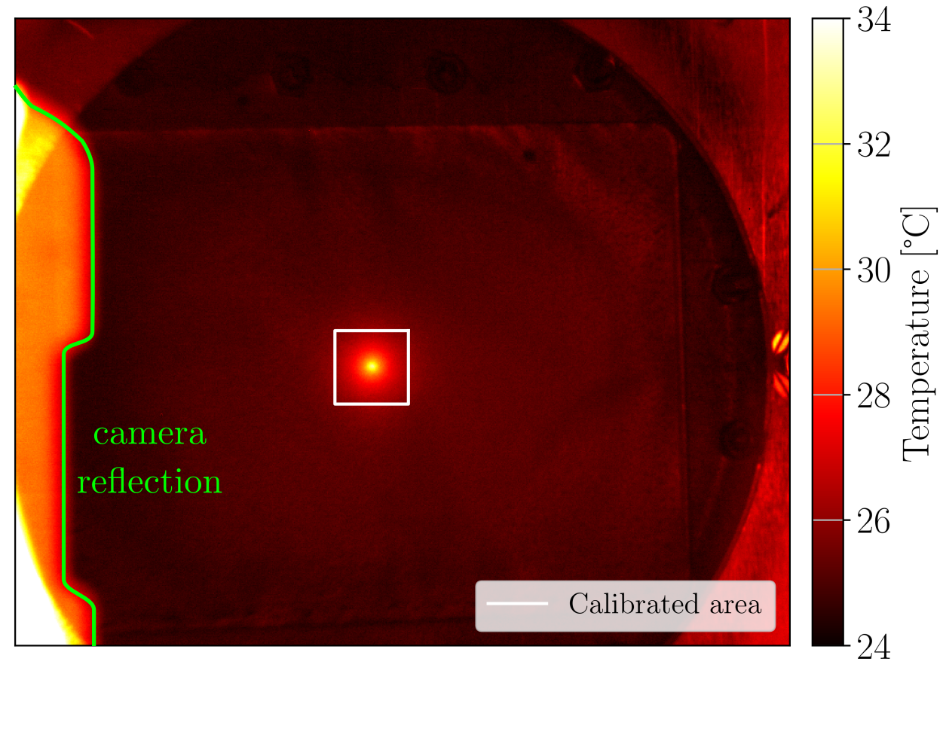 camera
reflection
Calibrated area
34
32
30
28
26
24
Temperature [°C]